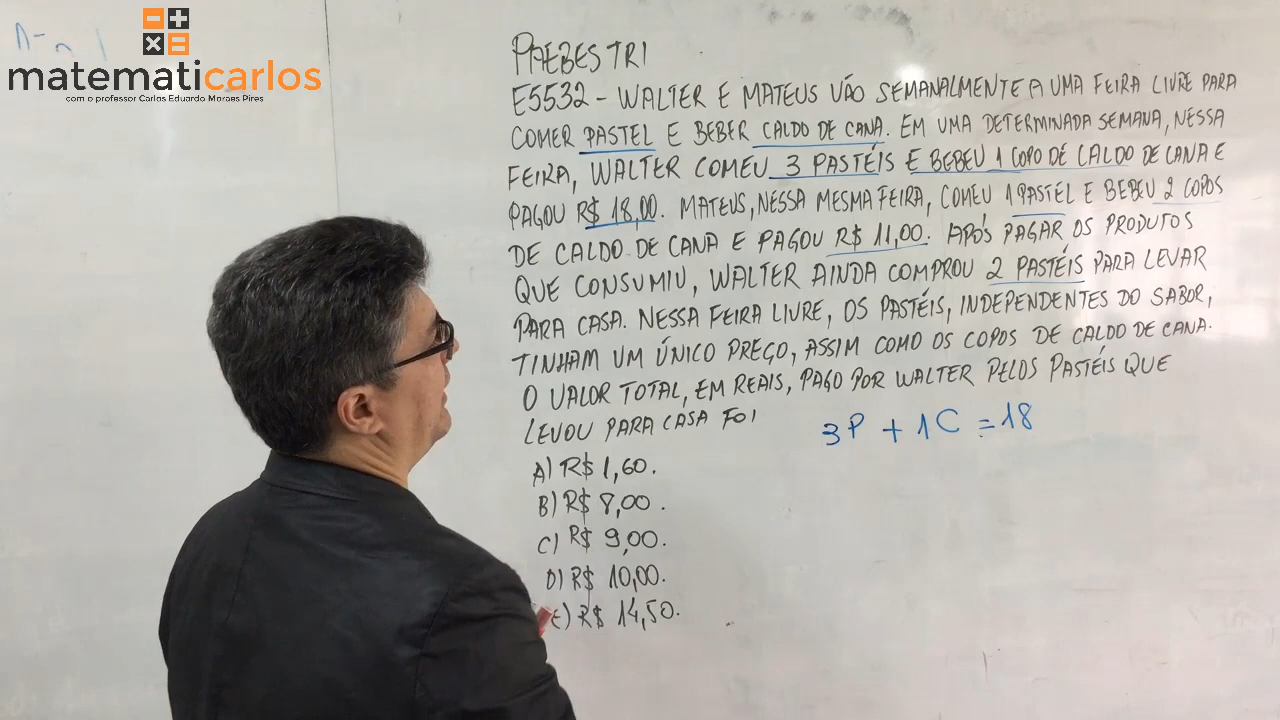 matematicarlos
com o professor Carlos Eduardo Moraes Pires
PAEBESTRI
E5532 - WALTER E MATEUS VÃO SEMANALMENTE A UMA FEIRA LIVRE PARA
COMER PASTEL E BEBER CALDO DE CANA. EM UMA DETERMINADA SEMANA, NESSA
FEIRA, WALTER COMEU 3 PASTÉIS E BEBEU 1 COPO DE CALDO DE CANA E
PAGOU R$ 18,00. MATEUS, NESSA MESMA FEIRA, COMEU 1 PASTEL E BEBEU 2 COPOS
DE CALDO DE CANA E PAGOU R$ 11,00. APÓS PAGAR OS PRODUTOS
QUE CONSUMIU, WALTER AINDA COMPROU 2 PASTÉIS PARA LEVAR
PARA CASA. NESSA FEIRA LIVRE, OS PASTÉIS, INDEPENDENTES DO SABOR,
TINHAM UM ÚNICO PREÇO, ASSIM COMO OS COPOS DE CALDO DE CANA.
O VALOR TOTAL, EM REAIS, PAGO POR WALTER PELOS PASTÉIS QUE
LEVOU PARA CASA FOI
3P + 1C = 18
A) R$ 1,60.
B) R$ 8,00.
C) R$ 9,00.
D) R$ 10,00.
E) R$ 14,50.